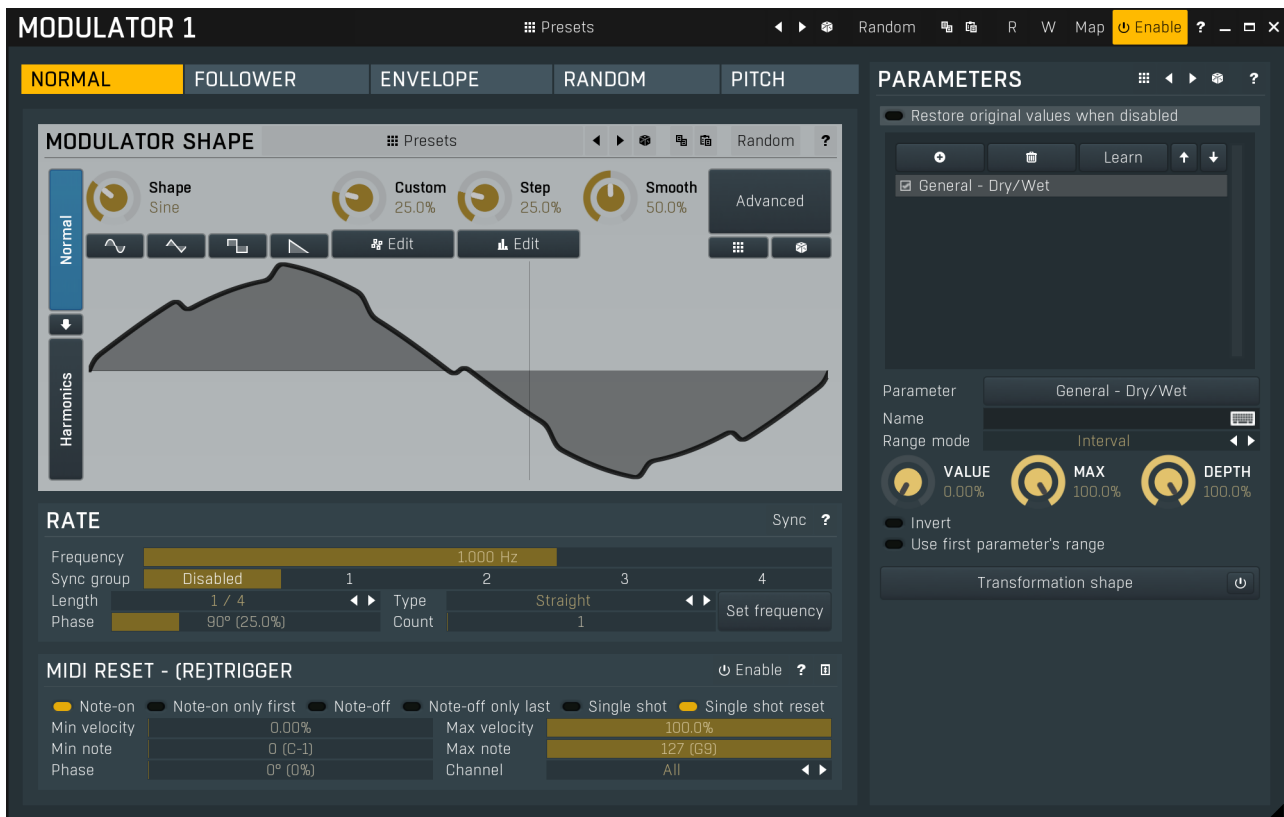 MODULATOR 1 Presets Random R W Map Enable ?
NORMAL FOLLOWER ENVELOPE RANDOM PITCH
MODULATOR SHAPE Presets Random ?
Normal
Harmonics
Shape Sine
Custom 25.0%
Step 25.0%
Smooth 50.0%
Advanced
Edit Edit
RATE Sync ?
Frequency 1.000 Hz
Sync group Disabled 1 2 3 4
Length 1 / 4 Type Straight
Set frequency
Phase 90° (25.0%) Count 1
MIDI RESET - (RE)TRIGGER Enable ?
Note-on Note-on only first Note-off Note-off only last Single shot Single shot reset
Min velocity 0.00% Max velocity 100.0%
Min note 0 (C-1) Max note 127 (G9)
Phase 0° (0%) Channel All
PARAMETERS ?
Restore original values when disabled
Learn
General - Dry/Wet
Parameter General - Dry/Wet
Name
Range mode Interval
VALUE 0.00%
MAX 100.0%
DEPTH 100.0%
Invert
Use first parameter's range
Transformation shape